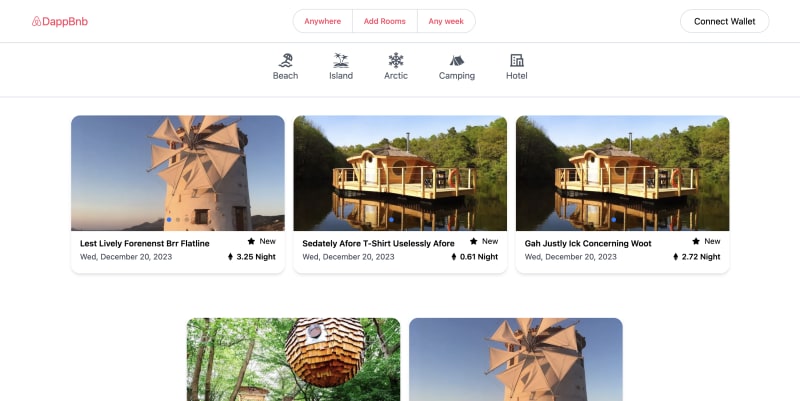 DappBnb
Anywhere
Add Rooms
Any week
Connect Wallet
Beach
Island
Arctic
Camping
Hotel
Lest Lively Forenenst Brr Flatline
New
Wed, December 20, 2023
3.25 Night
Sedately Afore T-Shirt Uselessly Afore
New
Wed, December 20, 2023
0.61 Night
Gah Justly Ick Concerning Woot
New
Wed, December 20, 2023
2.72 Night